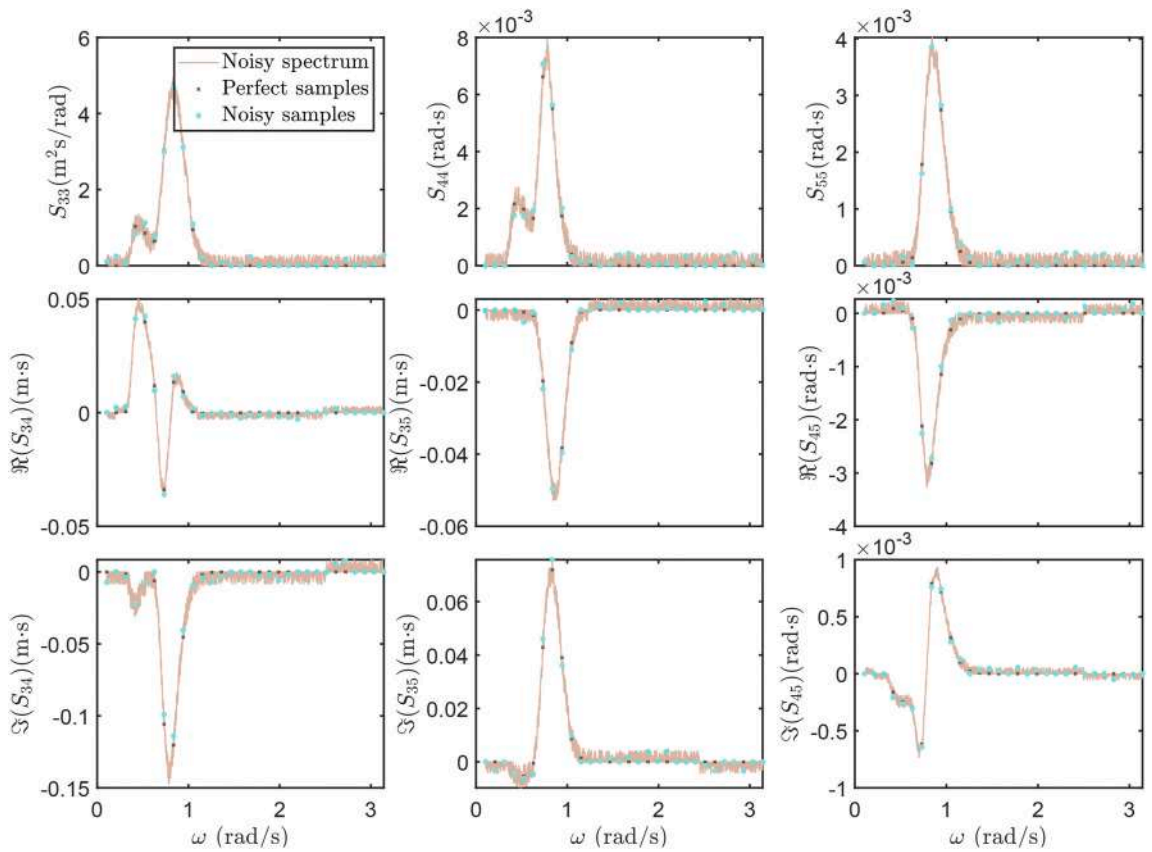 ×10⁻³
×10⁻³
6
4
2
0
S₃₃(m²s/rad)
Noisy spectrum
Perfect samples
Noisy samples
8
6
4
2
0
S₄₄(rad·s)
4
3
2
1
0
S₅₅(rad·s)
×10⁻³
0.05
0
-0.05
ℜ(S₃₄)(m·s)
0
-0.02
-0.04
-0.06
ℜ(S₃₅)(m·s)
0
-1
-2
-3
-4
ℜ(S₄₅)(rad·s)
×10⁻³
0
-0.05
-0.1
-0.15
ℑ(S₃₄)(m·s)
0 1 2 3
ω (rad/s)
0.06
0.04
0.02
0
ℑ(S₃₅)(m·s)
0 1 2 3
ω (rad/s)
1
0.5
0
-0.5
-1
ℑ(S₄₅)(rad·s)
0 1 2 3
ω (rad/s)